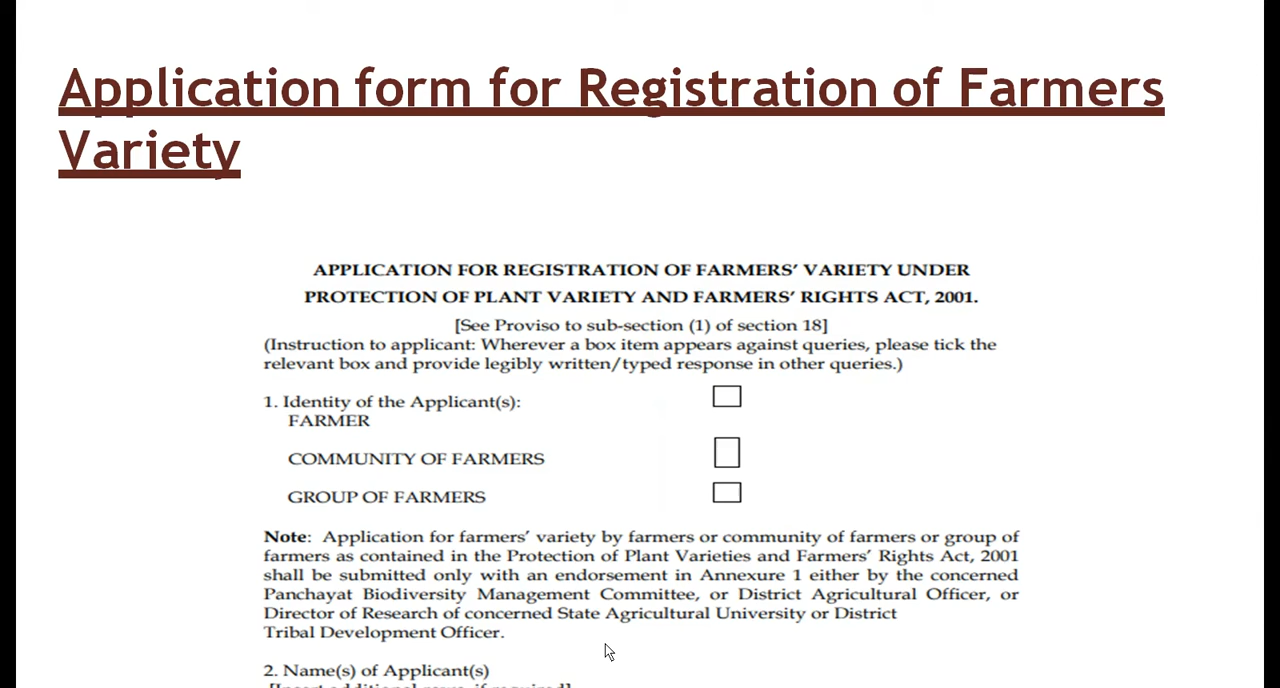 Application form for Registration of Farmers
Variety
APPLICATION FOR REGISTRATION OF FARMERS' VARIETY UNDER
PROTECTION OF PLANT VARIETY AND FARMERS' RIGHTS ACT, 2001.
[See Proviso to sub-section (1) of section 18]
(Instruction to applicant: Wherever a box item appears against queries, please tick the
relevant box and provide legibly written/typed response in other queries.)
1. Identity of the Applicant(s):
FARMER
COMMUNITY OF FARMERS
GROUP OF FARMERS
Note: Application for farmers' variety by farmers or community of farmers or group of
farmers as contained in the Protection of Plant Varieties and Farmers' Rights Act, 2001
shall be submitted only with an endorsement in Annexure 1 either by the concerned
Panchayat Biodiversity Management Committee, or District Agricultural Officer, or
Director of Research of concerned State Agricultural University or District
Tribal Development Officer.
2. Name(s) of Applicant(s)
[Insert additional rows, if required]